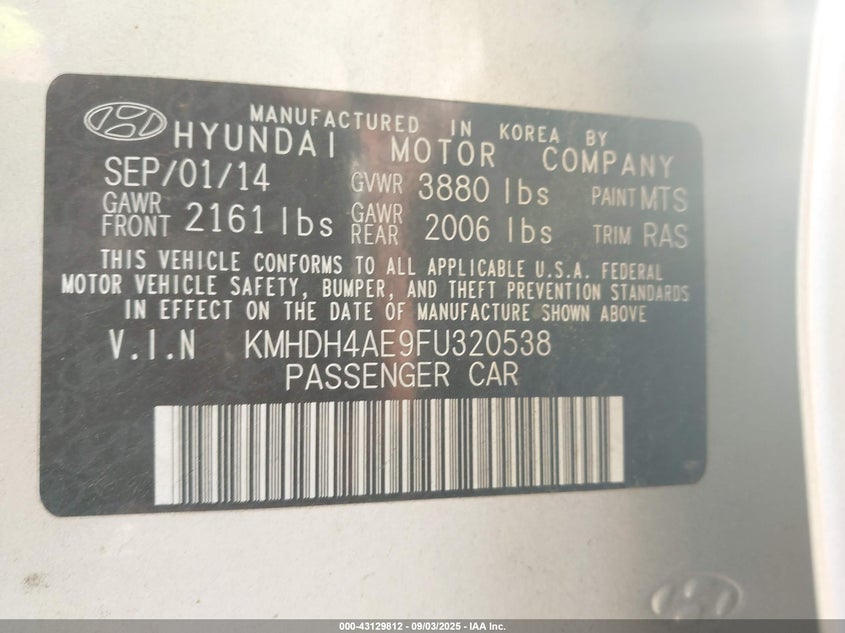 MANUFACTURED IN KOREA BY
HYUNDAI MOTOR COMPANY
SEP/01/14 GVWR 3880 lbs PAINT MTS
GAWR FRONT 2161 lbs GAWR REAR 2006 lbs TRIM RAS
THIS VEHICLE CONFORMS TO ALL APPLICABLE U.S.A. FEDERAL
MOTOR VEHICLE SAFETY, BUMPER, AND THEFT PREVENTION STANDARDS
IN EFFECT ON THE DATE OF MANUFACTURE SHOWN ABOVE
V.I.N KMHDH4AE9FU320538
PASSENGER CAR
000-43129812 - 09/03/2025 - IAA Inc.